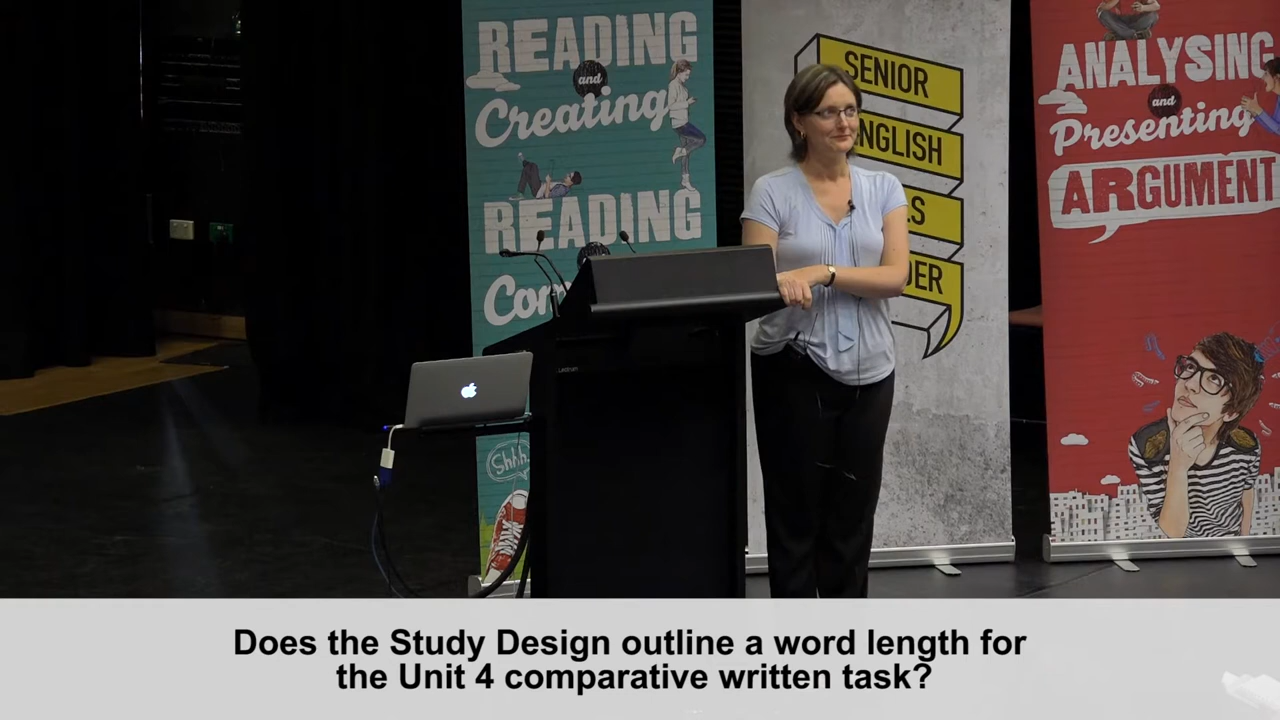 READING
and
Creating
READING
Shhh
SENIOR
ENGLISH
ANALYSING
and
Presenting
ARGUMENT
Does the Study Design outline a word length for
the Unit 4 comparative written task?